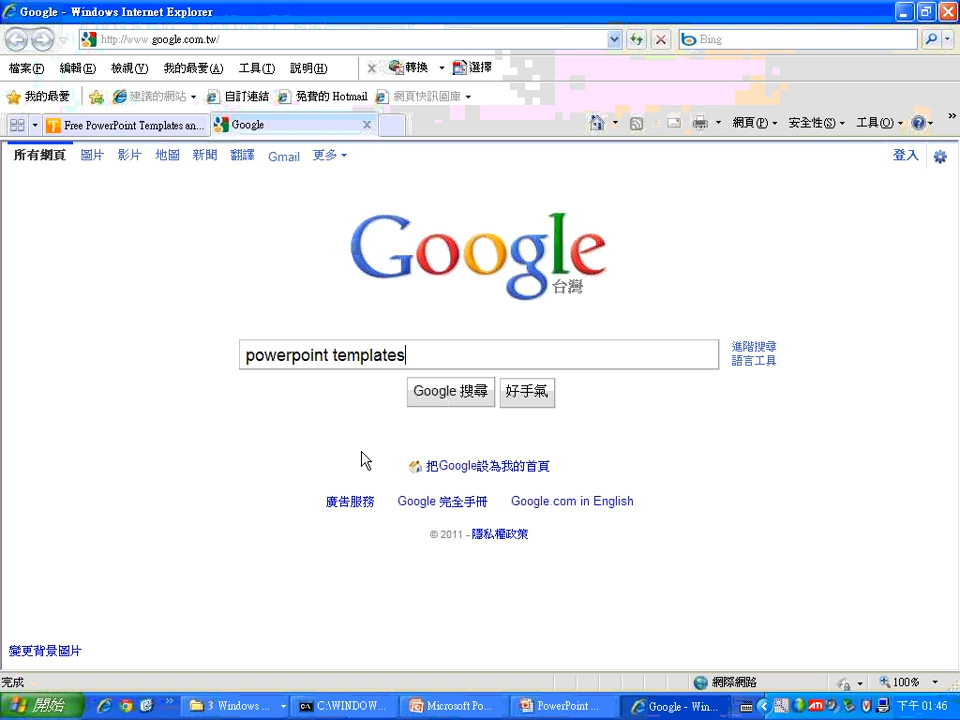 Google - Windows Internet Explorer
http://www.google.com.tw/
Bing
檔案(F) 編輯(E) 檢視(V) 我的最愛(A) 工具(T) 說明(H) 轉換 選擇
我的最愛 建議的網站 自訂連結 免費的 Hotmail 網頁快訊圖庫
Free PowerPoint Templates an... Google 網頁(P) 安全性(S) 工具(O)
所有網頁 圖片 影片 地圖 新聞 翻譯 Gmail 更多 登入
Google
台灣
powerpoint templates
進階搜尋
語言工具
Google 搜尋 好手氣
把Google設為我的首頁
廣告服務 Google 完全手冊 Google.com in English
© 2011 - 隱私權政策
變更背景圖片
完成 網際網路 100%
開始 3 Windows ... C:\WINDOW... Microsoft Po... PowerPoint ... Google - Win... 下午 01:46